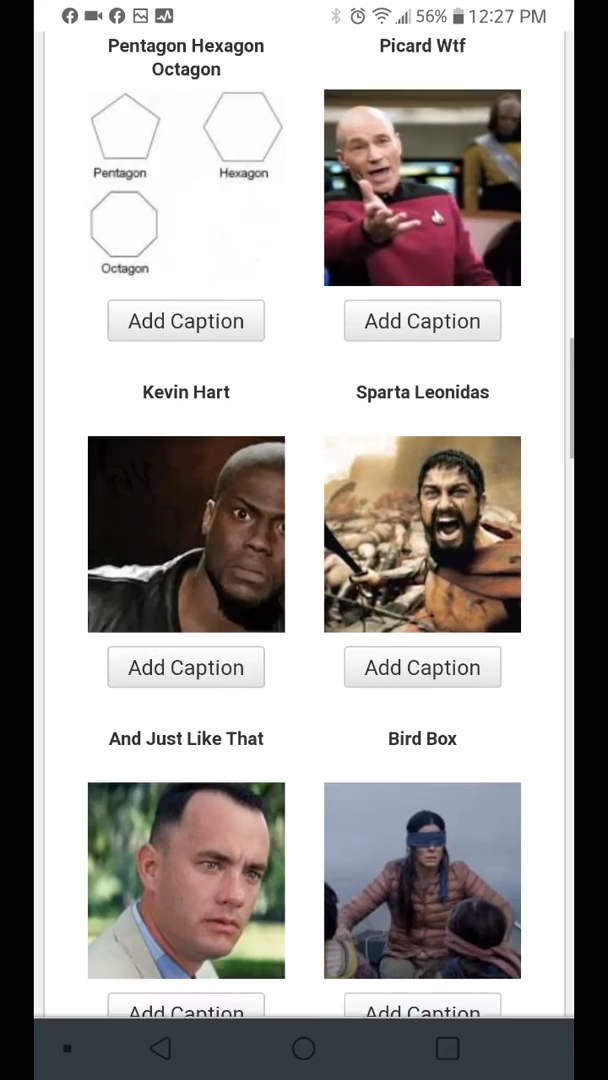 56% 12:27 PM
Pentagon Hexagon
Octagon
Picard Wtf
Pentagon
Hexagon
Octagon
Add Caption
Add Caption
Kevin Hart
Sparta Leonidas
Add Caption
Add Caption
And Just Like That
Bird Box
Add Caption
Add Caption